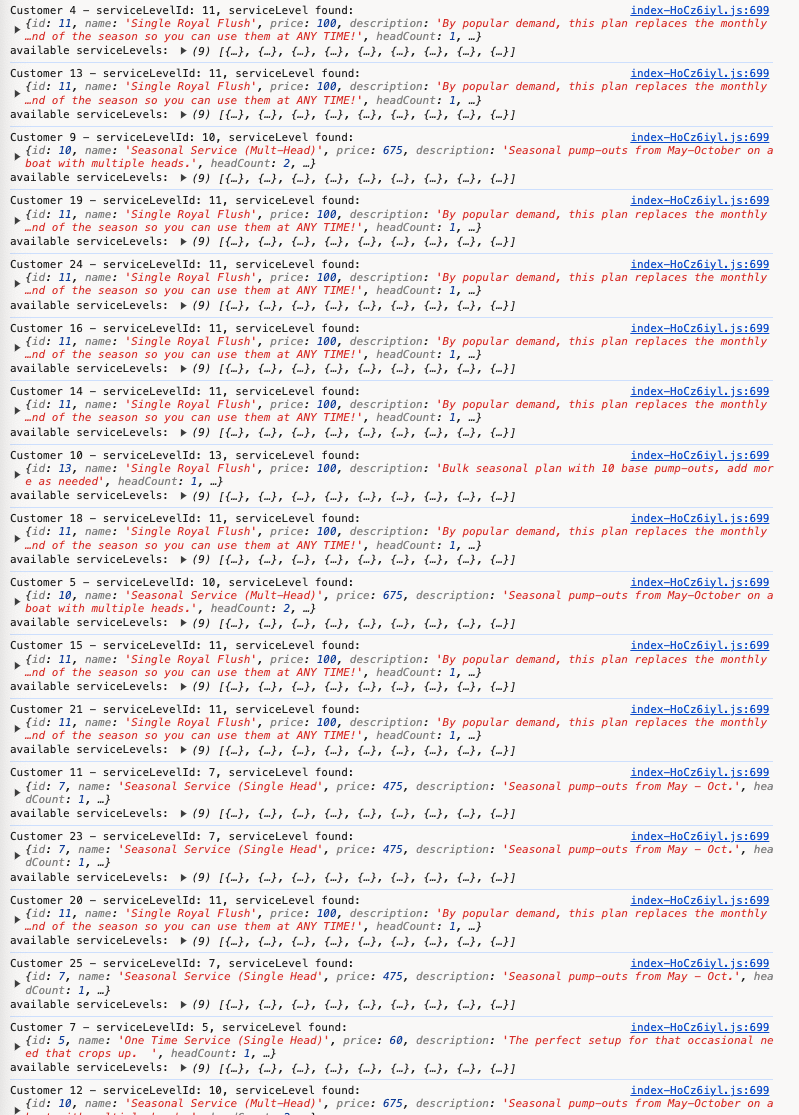 Customer 4 – serviceLevelId: 11, serviceLevel found: index-HoCz6iyl.js:699
{id: 11, name: 'Single Royal Flush', price: 100, description: 'By popular demand, this plan replaces the monthly
…nd of the season so you can use them at ANY TIME!', headCount: 1, …}
available serviceLevels: (9) [{…}, {…}, {…}, {…}, {…}, {…}, {…}, {…}, {…}]
Customer 13 – serviceLevelId: 11, serviceLevel found: index-HoCz6iyl.js:699
{id: 11, name: 'Single Royal Flush', price: 100, description: 'By popular demand, this plan replaces the monthly
…nd of the season so you can use them at ANY TIME!', headCount: 1, …}
available serviceLevels: (9) [{…}, {…}, {…}, {…}, {…}, {…}, {…}, {…}, {…}]
Customer 9 – serviceLevelId: 10, serviceLevel found: index-HoCz6iyl.js:699
{id: 10, name: 'Seasonal Service (Mult–Head)', price: 675, description: 'Seasonal pump–outs from May–October on a
boat with multiple heads.', headCount: 2, …}
available serviceLevels: (9) [{…}, {…}, {…}, {…}, {…}, {…}, {…}, {…}, {…}]
Customer 19 – serviceLevelId: 11, serviceLevel found: index-HoCz6iyl.js:699
{id: 11, name: 'Single Royal Flush', price: 100, description: 'By popular demand, this plan replaces the monthly
…nd of the season so you can use them at ANY TIME!', headCount: 1, …}
available serviceLevels: (9) [{…}, {…}, {…}, {…}, {…}, {…}, {…}, {…}, {…}]
Customer 24 – serviceLevelId: 11, serviceLevel found: index-HoCz6iyl.js:699
{id: 11, name: 'Single Royal Flush', price: 100, description: 'By popular demand, this plan replaces the monthly
…nd of the season so you can use them at ANY TIME!', headCount: 1, …}
available serviceLevels: (9) [{…}, {…}, {…}, {…}, {…}, {…}, {…}, {…}, {…}]
Customer 16 – serviceLevelId: 11, serviceLevel found: index-HoCz6iyl.js:699
{id: 11, name: 'Single Royal Flush', price: 100, description: 'By popular demand, this plan replaces the monthly
…nd of the season so you can use them at ANY TIME!', headCount: 1, …}
available serviceLevels: (9) [{…}, {…}, {…}, {…}, {…}, {…}, {…}, {…}, {…}]
Customer 14 – serviceLevelId: 11, serviceLevel found: index-HoCz6iyl.js:699
{id: 11, name: 'Single Royal Flush', price: 100, description: 'By popular demand, this plan replaces the monthly
…nd of the season so you can use them at ANY TIME!', headCount: 1, …}
available serviceLevels: (9) [{…}, {…}, {…}, {…}, {…}, {…}, {…}, {…}, {…}]
Customer 10 – serviceLevelId: 13, serviceLevel found: index-HoCz6iyl.js:699
{id: 13, name: 'Single Royal Flush', price: 100, description: 'Bulk seasonal plan with 10 base pump–outs, add mor
e as needed', headCount: 1, …}
available serviceLevels: (9) [{…}, {…}, {…}, {…}, {…}, {…}, {…}, {…}, {…}]
Customer 18 – serviceLevelId: 11, serviceLevel found: index-HoCz6iyl.js:699
{id: 11, name: 'Single Royal Flush', price: 100, description: 'By popular demand, this plan replaces the monthly
…nd of the season so you can use them at ANY TIME!', headCount: 1, …}
available serviceLevels: (9) [{…}, {…}, {…}, {…}, {…}, {…}, {…}, {…}, {…}]
Customer 5 – serviceLevelId: 10, serviceLevel found: index-HoCz6iyl.js:699
{id: 10, name: 'Seasonal Service (Mult–Head)', price: 675, description: 'Seasonal pump–outs from May–October on a
boat with multiple heads.', headCount: 2, …}
available serviceLevels: (9) [{…}, {…}, {…}, {…}, {…}, {…}, {…}, {…}, {…}]
Customer 15 – serviceLevelId: 11, serviceLevel found: index-HoCz6iyl.js:699
{id: 11, name: 'Single Royal Flush', price: 100, description: 'By popular demand, this plan replaces the monthly
…nd of the season so you can use them at ANY TIME!', headCount: 1, …}
available serviceLevels: (9) [{…}, {…}, {…}, {…}, {…}, {…}, {…}, {…}, {…}]
Customer 21 – serviceLevelId: 11, serviceLevel found: index-HoCz6iyl.js:699
{id: 11, name: 'Single Royal Flush', price: 100, description: 'By popular demand, this plan replaces the monthly
…nd of the season so you can use them at ANY TIME!', headCount: 1, …}
available serviceLevels: (9) [{…}, {…}, {…}, {…}, {…}, {…}, {…}, {…}, {…}]
Customer 11 – serviceLevelId: 7, serviceLevel found: index-HoCz6iyl.js:699
{id: 7, name: 'Seasonal Service (Single Head', price: 475, description: 'Seasonal pump–outs from May – Oct.', hea
dCount: 1, …}
available serviceLevels: (9) [{…}, {…}, {…}, {…}, {…}, {…}, {…}, {…}, {…}]
Customer 23 – serviceLevelId: 7, serviceLevel found: index-HoCz6iyl.js:699
{id: 7, name: 'Seasonal Service (Single Head', price: 475, description: 'Seasonal pump–outs from May – Oct.', hea
dCount: 1, …}
available serviceLevels: (9) [{…}, {…}, {…}, {…}, {…}, {…}, {…}, {…}, {…}]
Customer 20 – serviceLevelId: 11, serviceLevel found: index-HoCz6iyl.js:699
{id: 11, name: 'Single Royal Flush', price: 100, description: 'By popular demand, this plan replaces the monthly
…nd of the season so you can use them at ANY TIME!', headCount: 1, …}
available serviceLevels: (9) [{…}, {…}, {…}, {…}, {…}, {…}, {…}, {…}, {…}]
Customer 25 – serviceLevelId: 7, serviceLevel found: index-HoCz6iyl.js:699
{id: 7, name: 'Seasonal Service (Single Head', price: 475, description: 'Seasonal pump–outs from May – Oct.', hea
dCount: 1, …}
available serviceLevels: (9) [{…}, {…}, {…}, {…}, {…}, {…}, {…}, {…}, {…}]
Customer 7 – serviceLevelId: 5, serviceLevel found: index-HoCz6iyl.js:699
{id: 5, name: 'One Time Service (Single Head)', price: 60, description: 'The perfect setup for that occasional ne
ed that crops up.  ', headCount: 1, …}
available serviceLevels: (9) [{…}, {…}, {…}, {…}, {…}, {…}, {…}, {…}, {…}]
Customer 12 – serviceLevelId: 10, serviceLevel found: index-HoCz6iyl.js:699
{id: 10, name: 'Seasonal Service (Mult–Head)', price: 675, description: 'Seasonal pump–outs from May–October on a